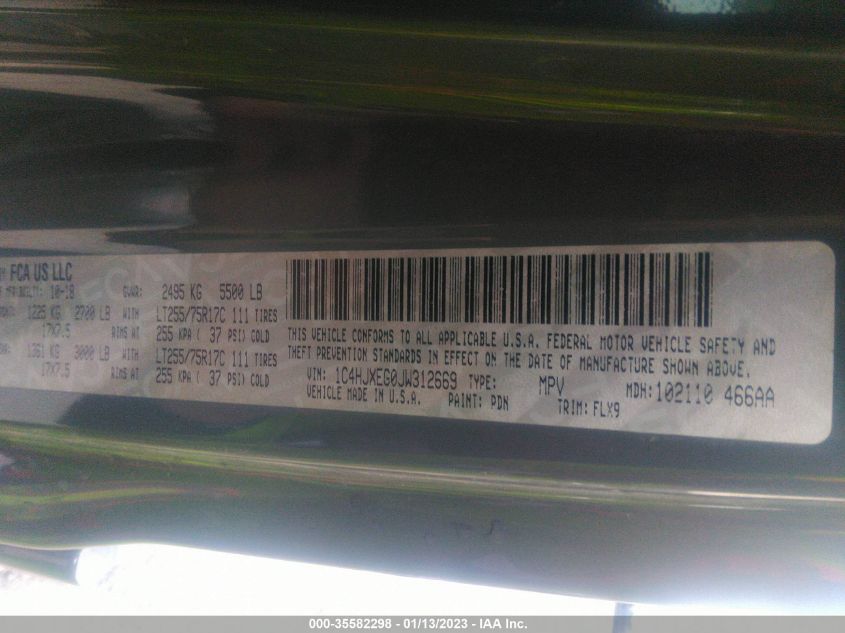 FCA US LLC
10-18 GVWR: 2495 KG 5500 LB
1225 KG 2700 LB WITH LT255/75R17C 111 TIRES
17X7.5 RIMS AT 255 KPA ( 37 PSI) COLD
1361 KG 3000 LB WITH LT255/75R17C 111 TIRES
17X7.5 RIMS AT 255 KPA ( 37 PSI) COLD
THIS VEHICLE CONFORMS TO ALL APPLICABLE U.S.A. FEDERAL MOTOR VEHICLE SAFETY AND
THEFT PREVENTION STANDARDS IN EFFECT ON THE DATE OF MANUFACTURE SHOWN ABOVE.
VIN: 1C4HJXEG0JW312669 TYPE: MPV MDH: 102110 466AA
VEHICLE MADE IN U.S.A. PAINT: PDN TRIM: FLX9
000-35582298 - 01/13/2023 - IAA Inc.